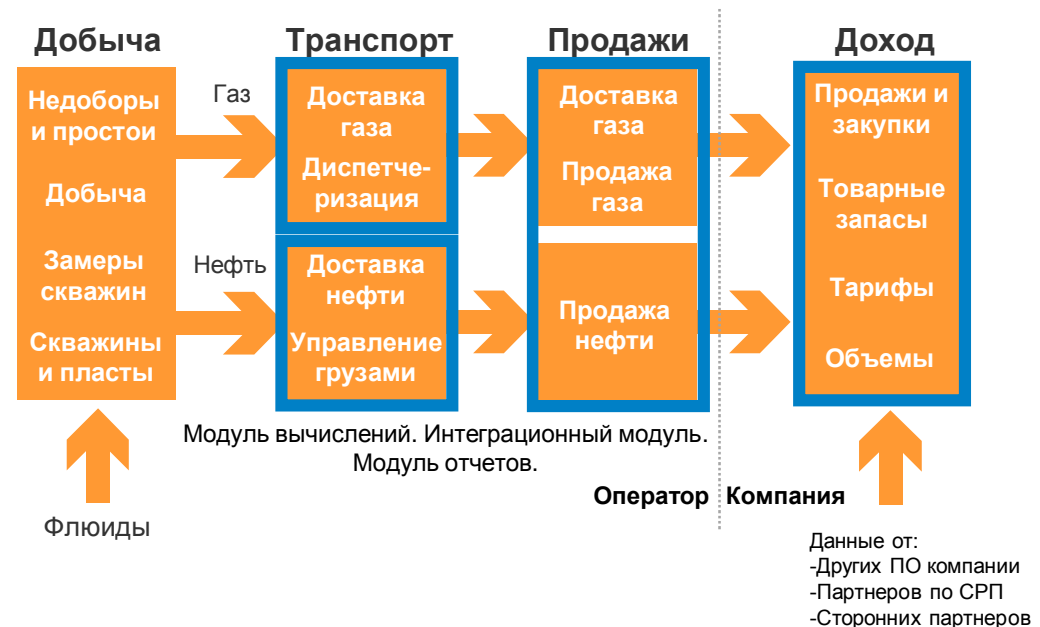 Добыча
Недоборы
и простои
Добыча
Замеры
скважин
Скважины
и пласты
Флюиды
Газ
Нефть
Транспорт
Доставка
газа
Диспетче-
ризация
Доставка
нефти
Управление
грузами
Продажи
Доставка
газа
Продажа
газа
Продажа
нефти
Доход
Продажи и
закупки
Товарные
запасы
Тарифы
Объемы
Модуль вычислений. Интеграционный модуль.
Модуль отчетов.
Оператор
Компания
Данные от:
-Других ПО компании
-Партнеров по СРП
-Сторонних партнеров